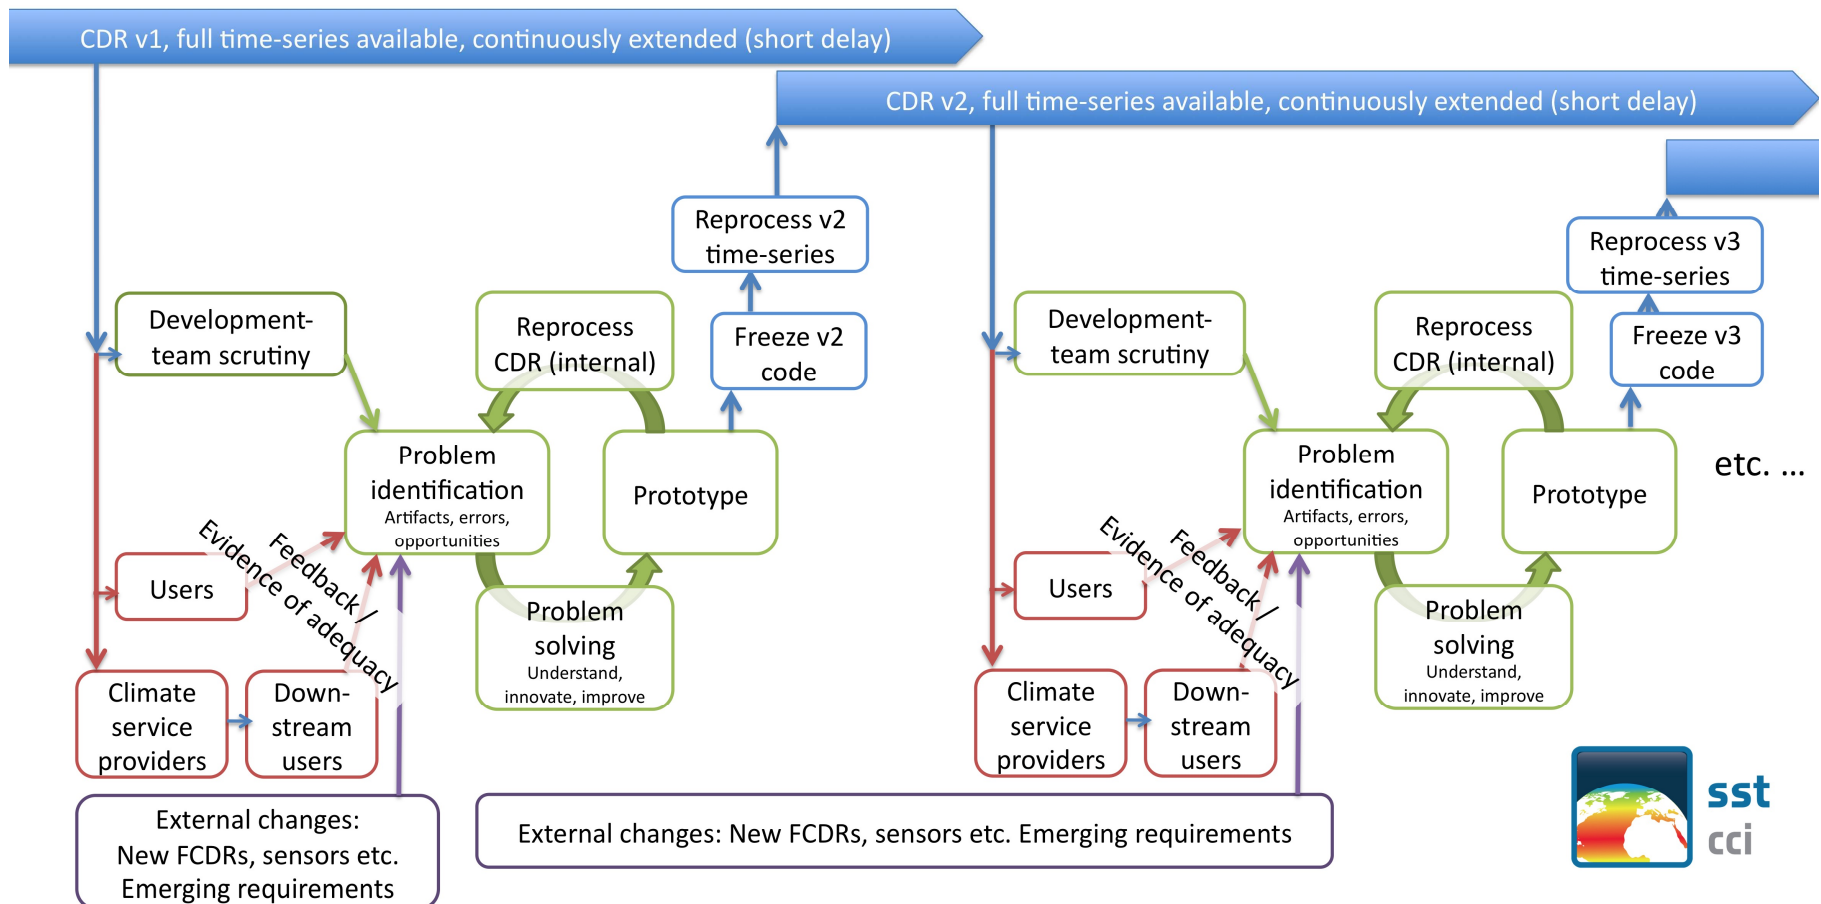 CDR v1, full time-series available, continuously extended (short delay)
CDR v2, full time-series available, continuously extended (short delay)
Reprocess v2
time-series
Freeze v2
code
Development-
team scrutiny
Reprocess
CDR (internal)
Problem
identification
Artifacts, errors,
opportunities
Prototype
Feedback /
Evidence of adequacy
Users
Problem
solving
Understand,
innovate, improve
Climate
service
providers
Down-
stream
users
External changes:
New FCDRs, sensors etc.
Emerging requirements
Reprocess v3
time-series
Freeze v3
code
Development-
team scrutiny
Reprocess
CDR (internal)
Problem
identification
Artifacts, errors,
opportunities
Prototype
etc. ...
Feedback /
Evidence of adequacy
Users
Problem
solving
Understand,
innovate, improve
Climate
service
providers
Down-
stream
users
External changes: New FCDRs, sensors etc. Emerging requirements
sst
cci